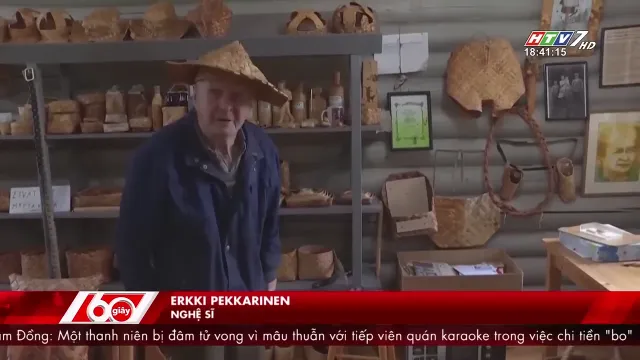 HTV7 HD
18:41:15
60 giây
ERKKI PEKKARINEN
NGHỆ SĨ
âm Đồng: Một thanh niên bị đâm tử vong vì mâu thuẫn với tiếp viên quán karaoke trong việc chi tiền "bo"